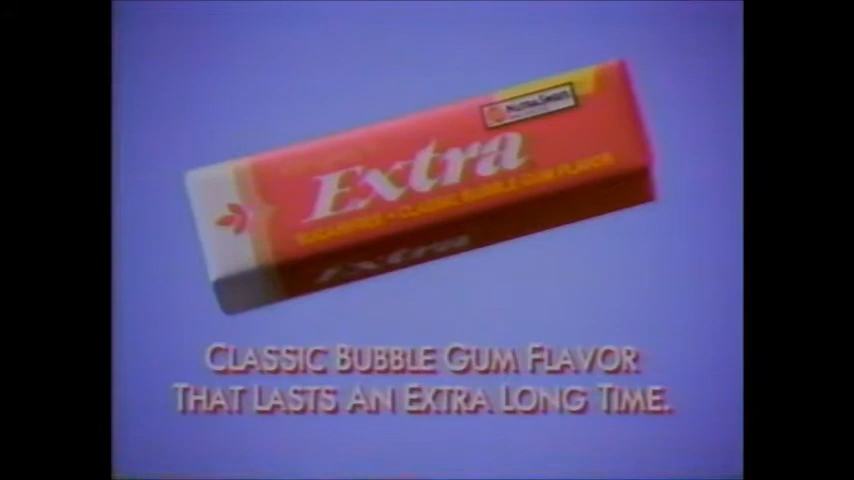 NutraSweet
Extra
SUGARFREE • CLASSIC BUBBLE GUM FLAVOR
Extra
CLASSIC BUBBLE GUM FLAVOR
THAT LASTS AN EXTRA LONG TIME.